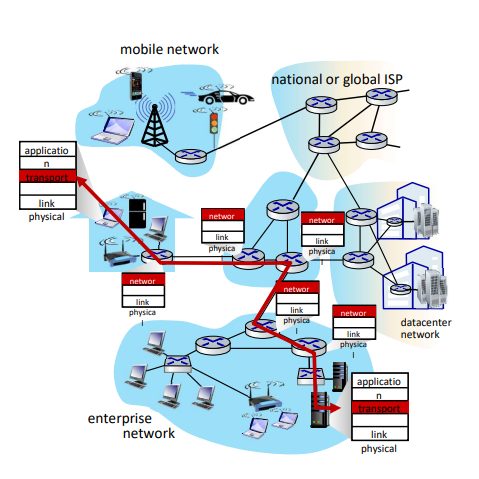 mobile network
national or global ISP
applicatio
n
transport
link
physical
networ
link
physica
l
networ
link
physica
l
networ
link
physica
l
networ
link
physica
l
networ
link
physica
l
datacenter
network
applicatio
n
transport
link
physical
enterprise
network